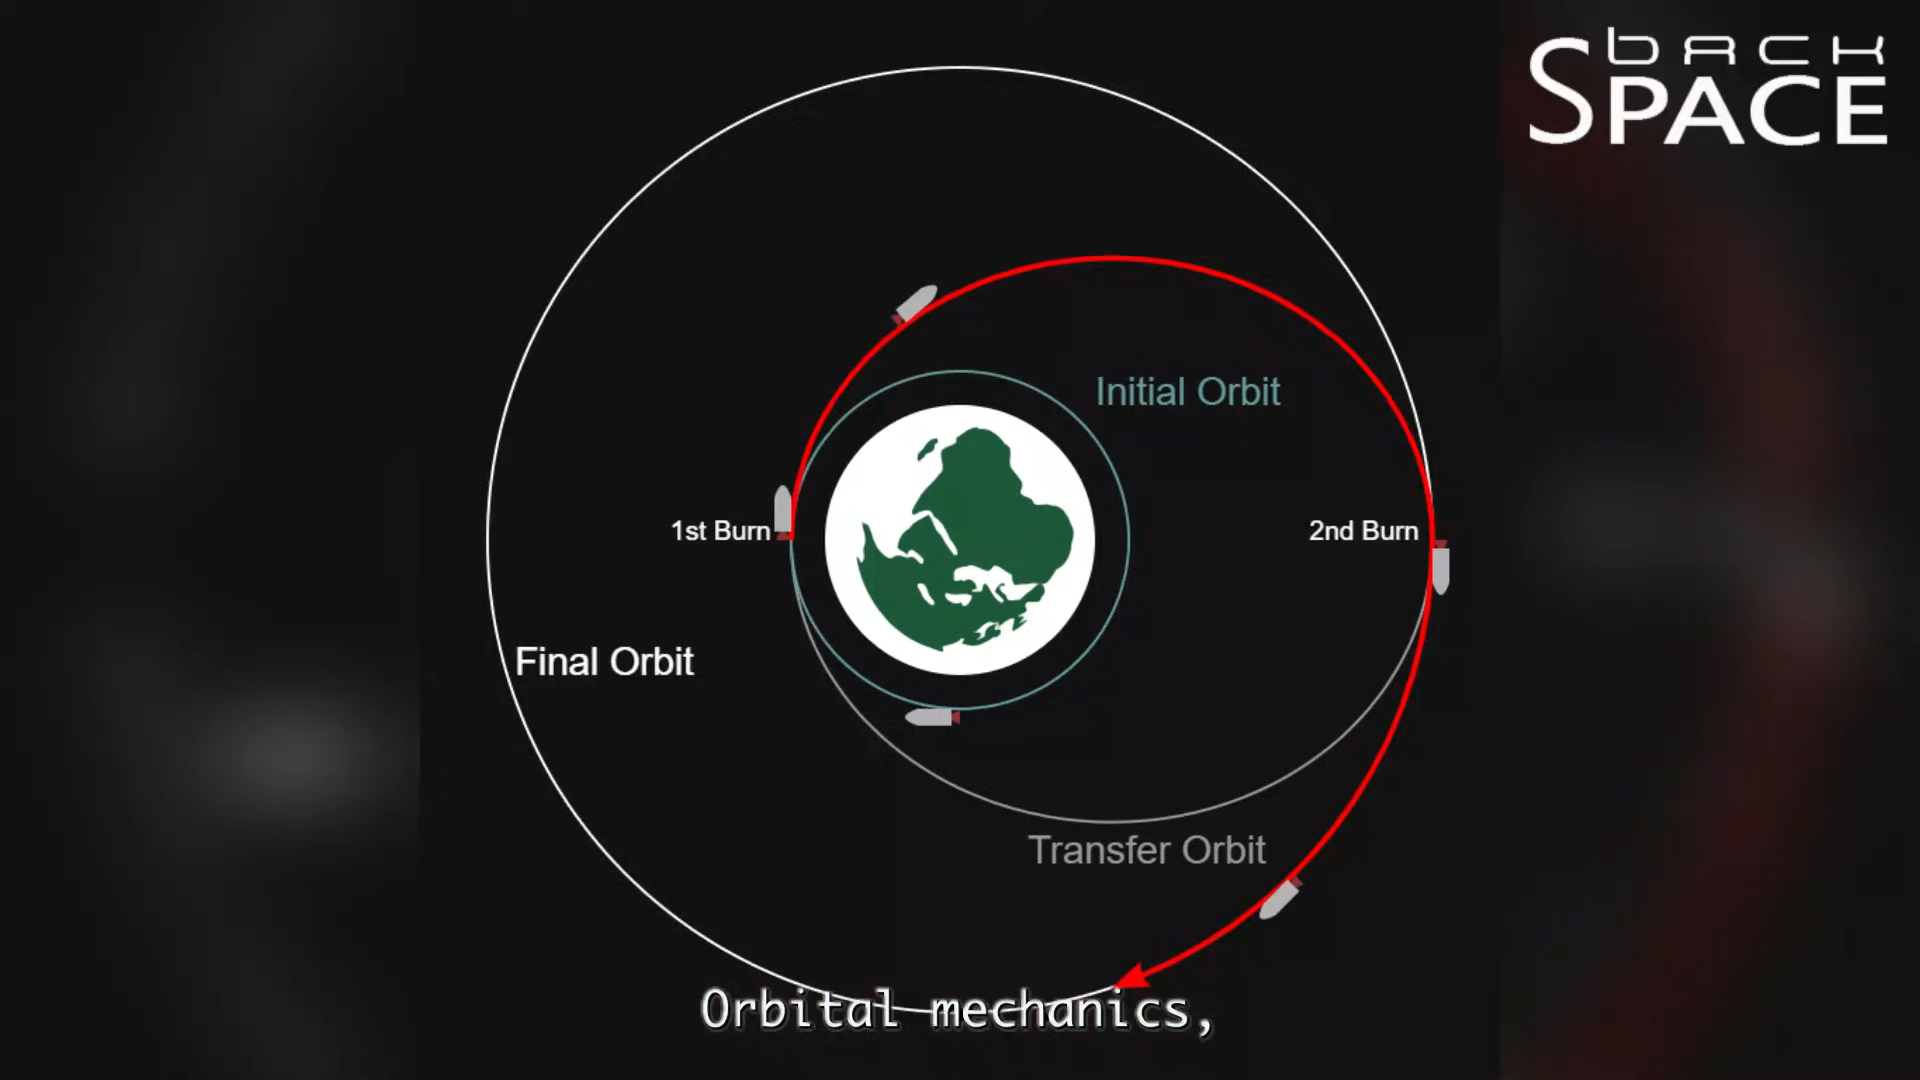 back
SPACE
Initial Orbit
1st Burn
2nd Burn
Final Orbit
Transfer Orbit
Orbital mechanics,